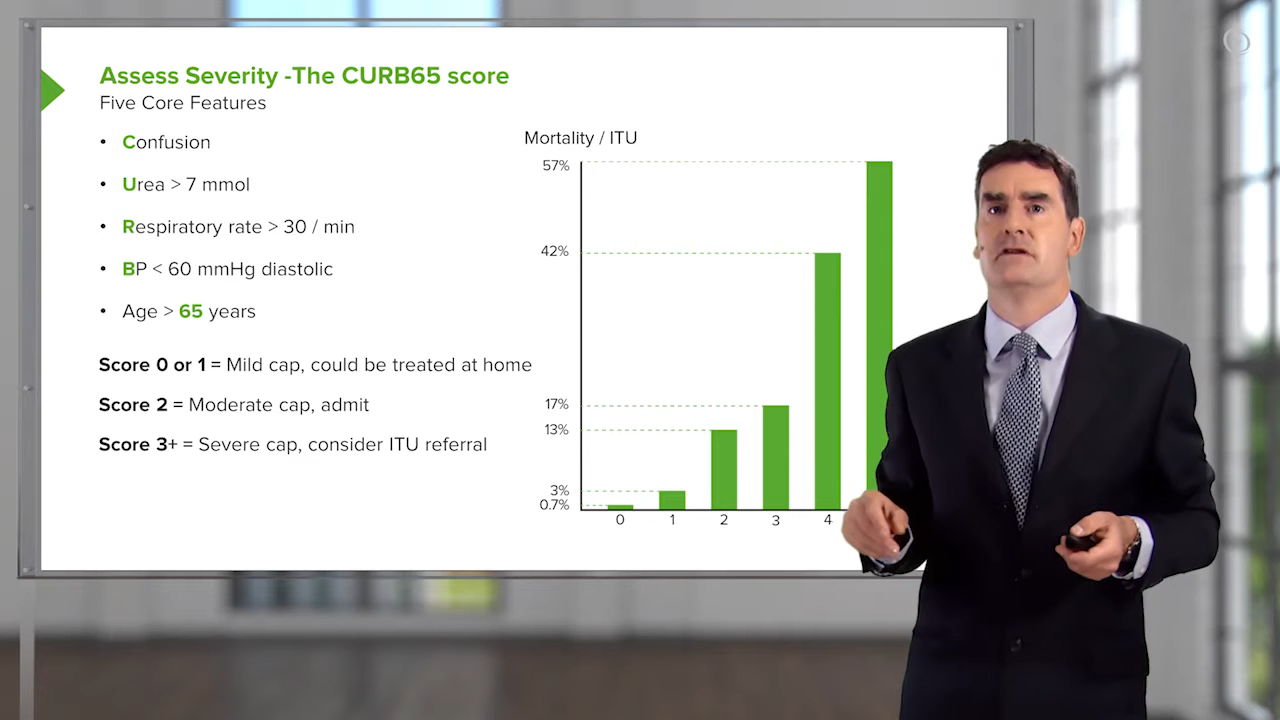 Assess Severity -The CURB65 score
Five Core Features
• Confusion
• Urea > 7 mmol
• Respiratory rate > 30 / min
• BP < 60 mmHg diastolic
• Age > 65 years
Score 0 or 1 = Mild cap, could be treated at home
Score 2 = Moderate cap, admit
Score 3+ = Severe cap, consider ITU referral
Mortality / ITU
57%
42%
17%
13%
3%
0.7%
0 1 2 3 4